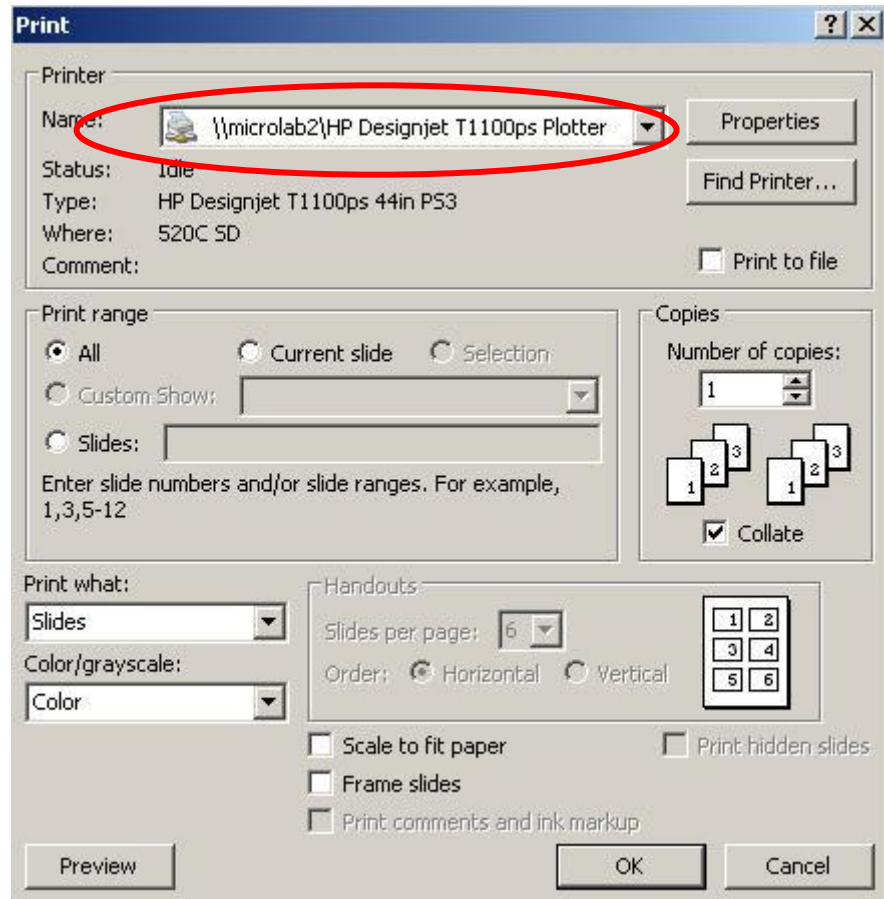 Print
Printer
Name: \\microlab2\HP Designjet T1100ps Plotter Properties
Status: Idle Find Printer...
Type: HP Designjet T1100ps 44in PS3
Where: 520C SD
Comment: Print to file
Print range Copies
All Current slide Selection Number of copies:
Custom Show: 1
Slides:
Enter slide numbers and/or slide ranges. For example,
1,3,5-12
1 2 3 1 2 3
Collate
Print what: Handouts
Slides Slides per page: 6
Color/grayscale: Order: Horizontal Vertical
Color
1 2
3 4
5 6
Scale to fit paper Print hidden slides
Frame slides
Print comments and ink markup
Preview OK Cancel